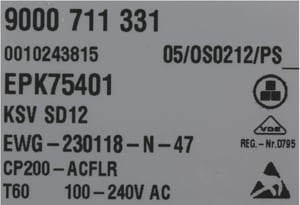 9000 711 331
0010243815 05/OS0212/PS_
EPK75401
KSV SD12
EWG-230118-N-47
VDE
REG.-Nr.D795
CP200-ACFLR
T60 100-240V AC